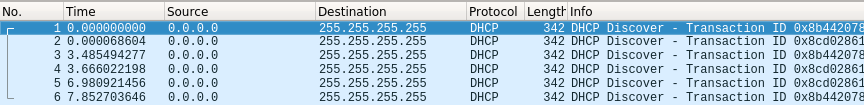 No. Time Source Destination Protocol Length Info
1 0.000000000 0.0.0.0 255.255.255.255 DHCP 342 DHCP Discover - Transaction ID 0x8b442078
2 0.000068604 0.0.0.0 255.255.255.255 DHCP 342 DHCP Discover - Transaction ID 0x8cd02861
3 3.485494277 0.0.0.0 255.255.255.255 DHCP 342 DHCP Discover - Transaction ID 0x8b442078
4 3.666022198 0.0.0.0 255.255.255.255 DHCP 342 DHCP Discover - Transaction ID 0x8cd02861
5 6.980921456 0.0.0.0 255.255.255.255 DHCP 342 DHCP Discover - Transaction ID 0x8cd02861
6 7.852703646 0.0.0.0 255.255.255.255 DHCP 342 DHCP Discover - Transaction ID 0x8b442078